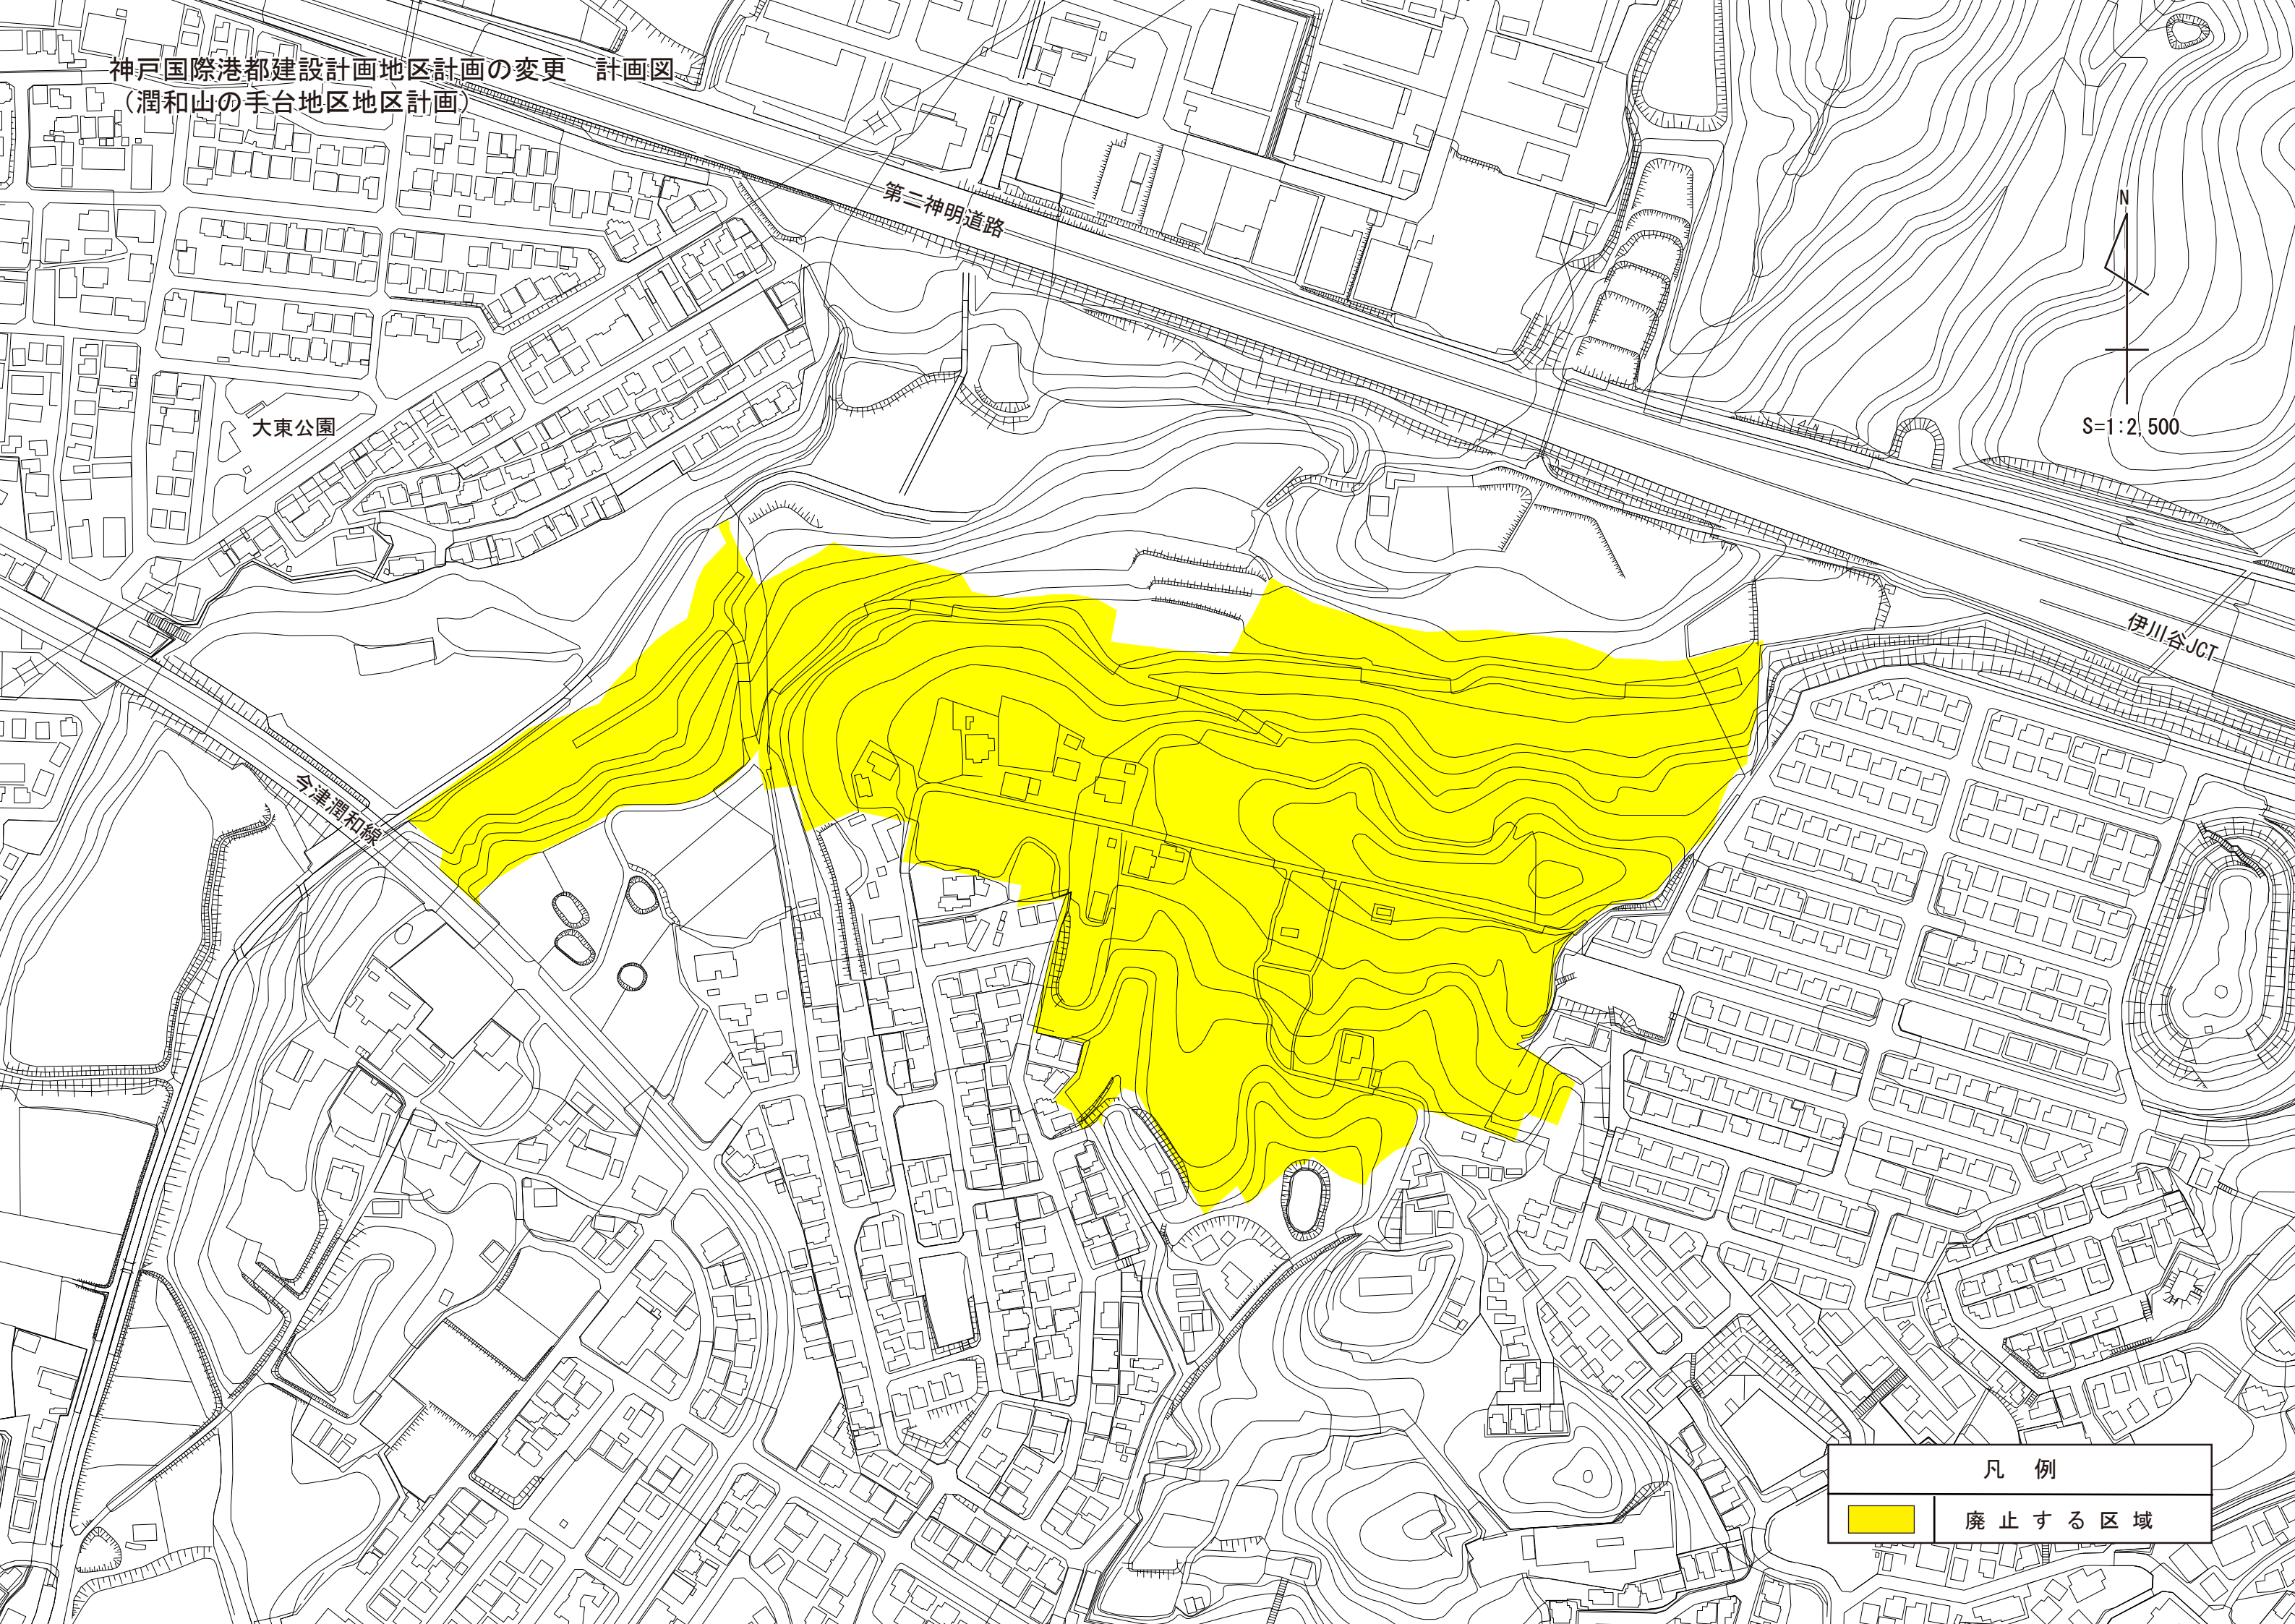 神戸国際港都建設計画地区計画の変更　計画図
（潤和山の手台地区地区計画）
第二神明道路
N
S=1:2,500
大東公園
伊川谷JCT
今津潤和線
凡　例
廃止する区域